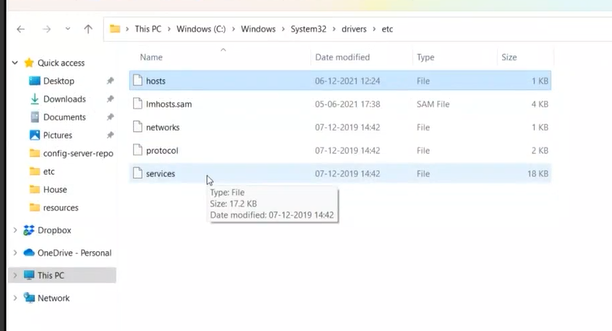 This PC > Windows (C:) > Windows > System32 > drivers > etc
Name Date modified Type Size
Quick access
Desktop
Downloads
Documents
Pictures
config-server-repo
etc
House
resources
Dropbox
OneDrive - Personal
This PC
Network
hosts 06-12-2021 12:24 File 1 KB
lmhosts.sam 05-06-2021 17:38 SAM File 4 KB
networks 07-12-2019 14:42 File 1 KB
protocol 07-12-2019 14:42 File 2 KB
services 07-12-2019 14:42 File 18 KB
Type: File
Size: 17.2 KB
Date modified: 07-12-2019 14:42